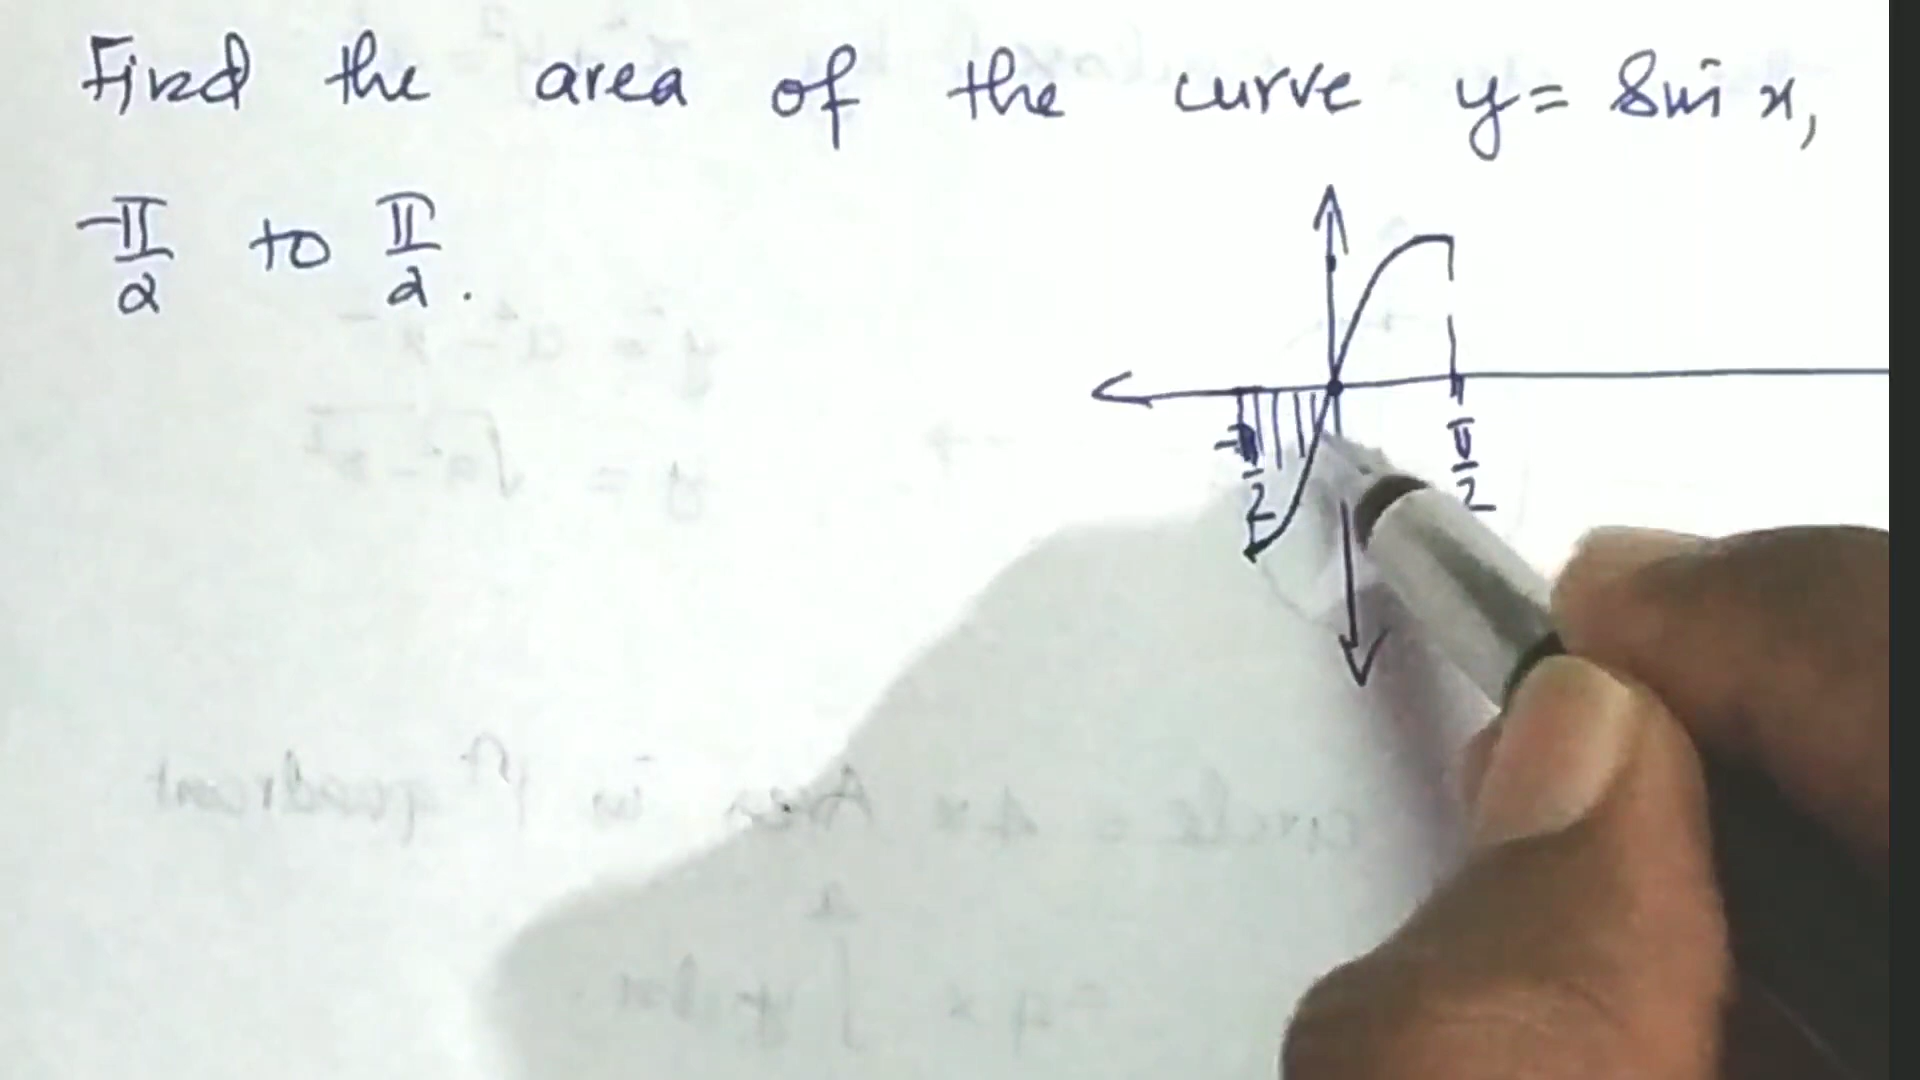 Find the area of the curve y = Sin x,
-π/2 to π/2.
-π/2
π/2